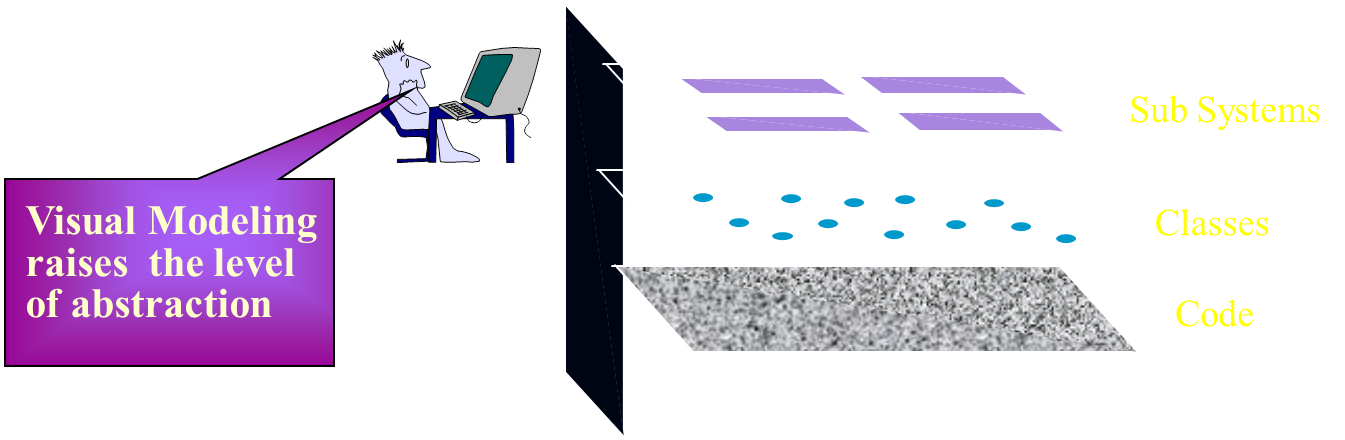 Visual Modeling
raises the level
of abstraction
Sub Systems
Classes
Code